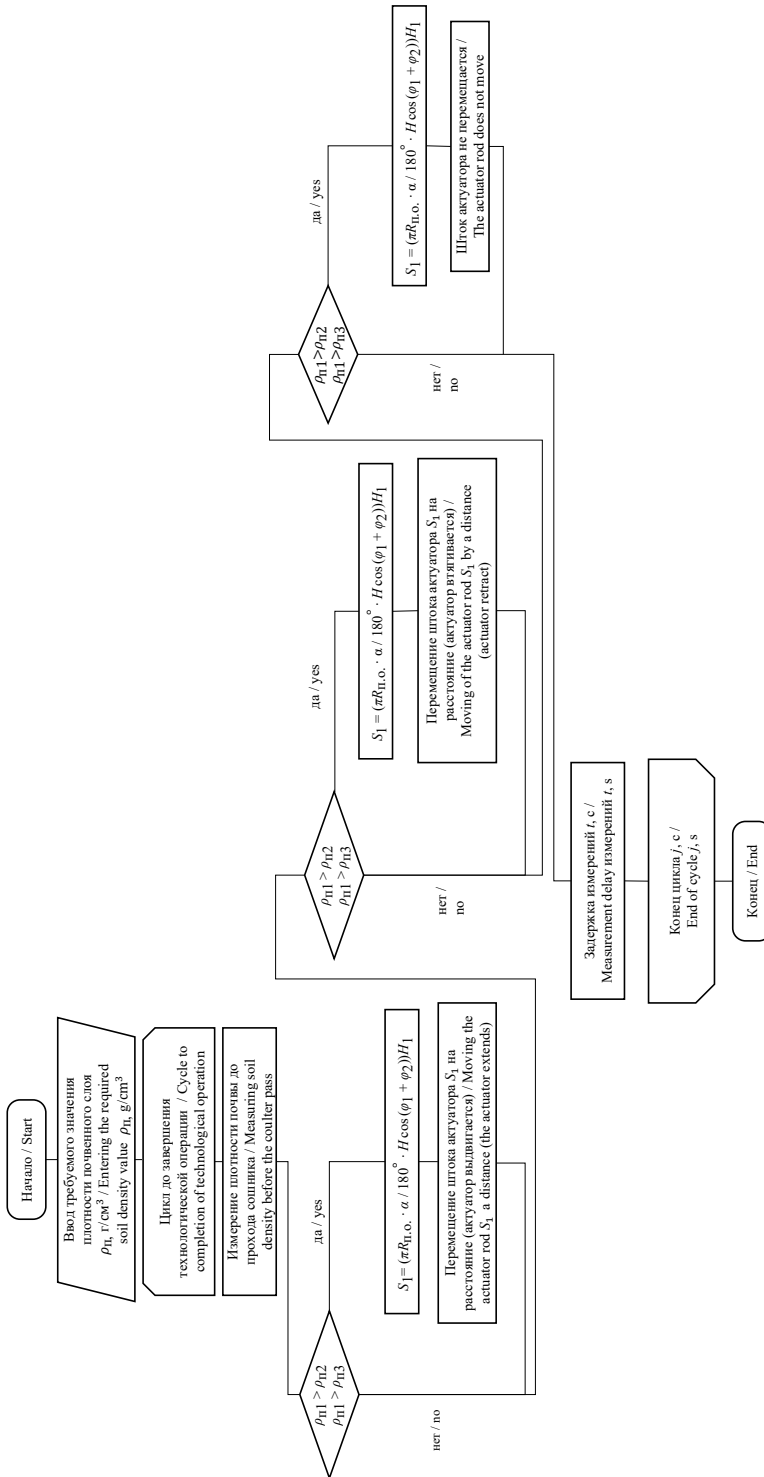 Начало / Start
Ввод требуемого значения
плотности почвенного слоя
ρп, г/см³ / Entering the required
soil density value ρп, g/cm³
Цикл до завершения
технологической операции / Cycle to
completion of technological operation
Измерение плотности почвы до
прохода сошника / Measuring soil
density before the coulter pass
ρп1 > ρп2
ρп1 > ρп3
да / yes
S1 = (πRп.о. · α / 180° · H cos (φ1 + φ2))H1
Перемещение штока актуатора S1 на
расстояние (актуатор выдвигается) / Moving the
actuator rod S1 a distance (the actuator extends)
нет / no
ρп1 > ρп2
ρп1 > ρп3
да / yes
S1 = (πRп.о. · α / 180° · H cos (φ1 + φ2))H1
Перемещение штока актуатора S1 на
расстояние (актуатор втягивается) /
Moving of the actuator rod S1 by a distance
(actuator retract)
нет /
no
ρп1>ρп2
ρп1>ρп3
да / yes
S1 = (πRп.о. · α / 180° · H cos (φ1 + φ2))H1
Шток актуатора не перемещается /
The actuator rod does not move
нет /
no
Задержка измерений t, с /
Measurement delay измерений t, s
Конец цикла j, с /
End of cycle j, s
Конец / End